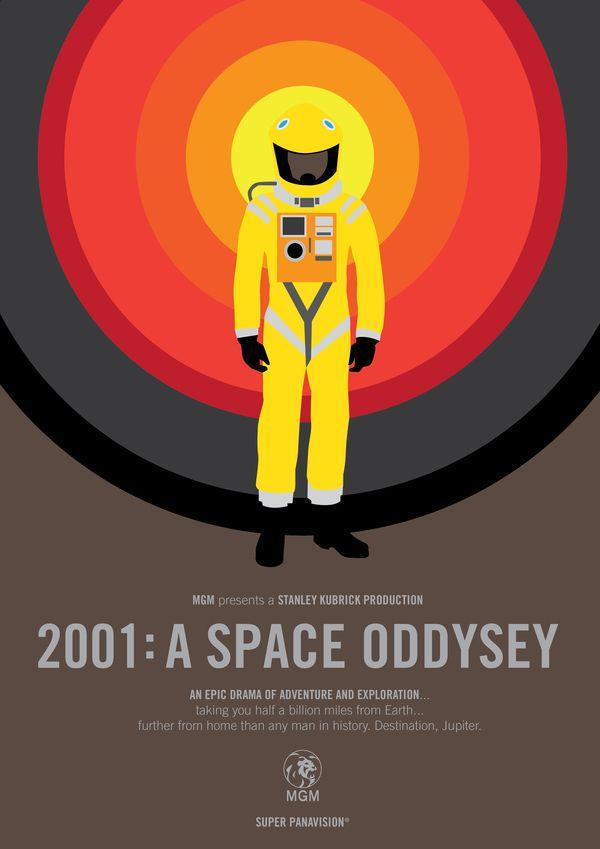 MGM presents a STANLEY KUBRICK PRODUCTION
2001: A SPACE ODDYSEY
AN EPIC DRAMA OF ADVENTURE AND EXPLORATION...
taking you half a billion miles from Earth...
further from home than any man in history. Destination, Jupiter.
MGM
SUPER PANAVISION®